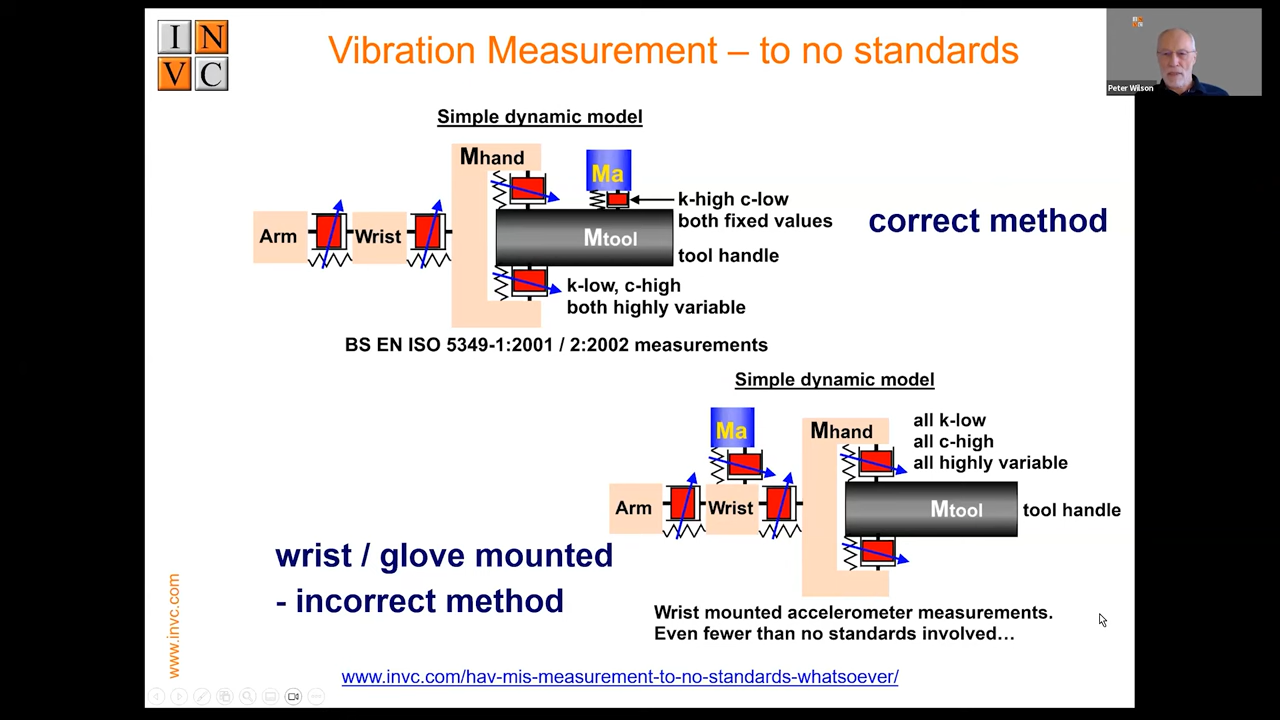 I N
V C
Vibration Measurement – to no standards
Peter Wilson
Simple dynamic model
Mhand
Ma
k-high c-low
both fixed values
correct method
Arm
Wrist
Mtool
tool handle
k-low, c-high
both highly variable
BS EN ISO 5349-1:2001 / 2:2002 measurements
Simple dynamic model
Ma
Mhand
all k-low
all c-high
all highly variable
Arm
Wrist
Mtool
tool handle
wrist / glove mounted
- incorrect method
Wrist mounted accelerometer measurements.
Even fewer than no standards involved...
www.invc.com
www.invc.com/hav-mis-measurement-to-no-standards-whatsoever/